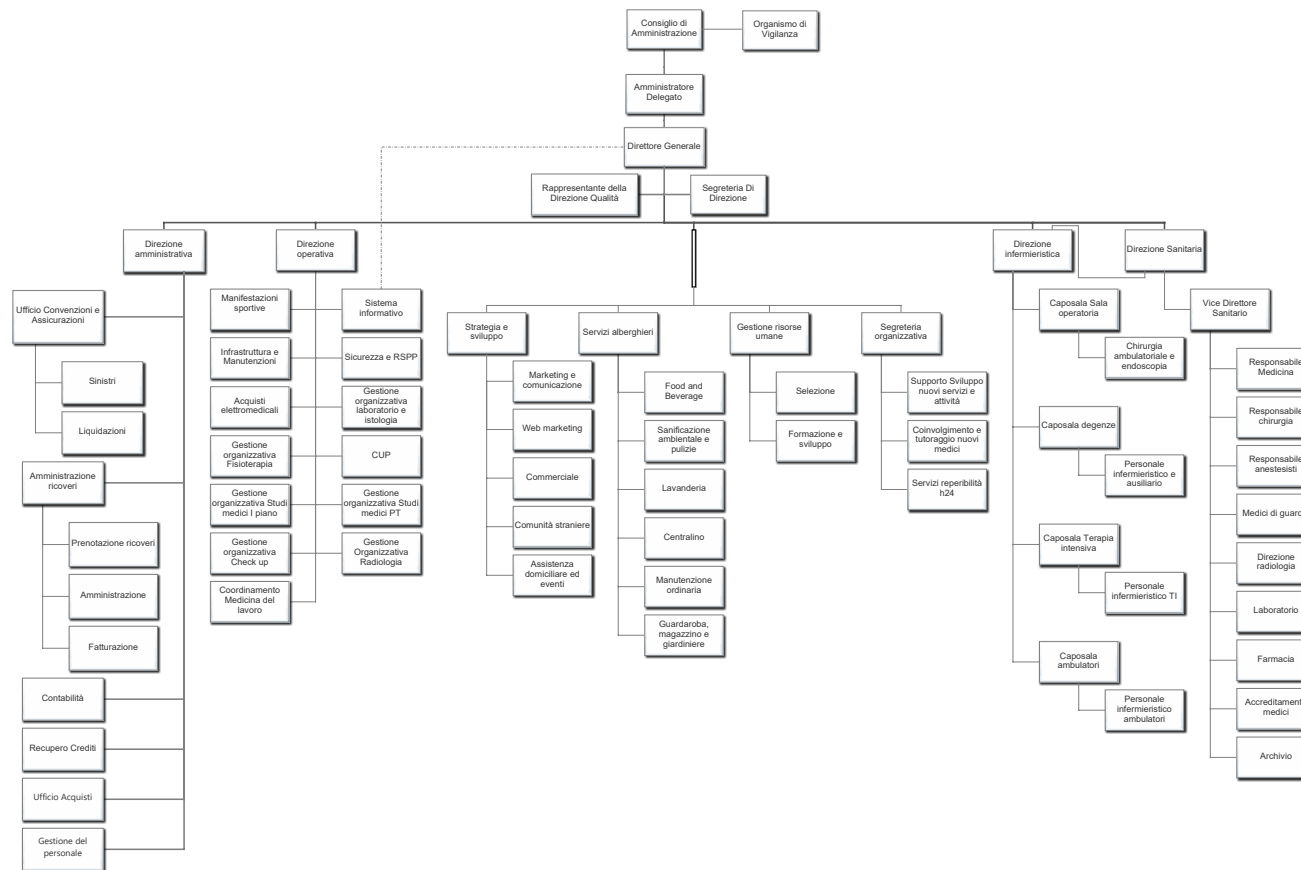 Consiglio di
Amministrazione
Organismo di
Vigilanza
Amministratore
Delegato
Direttore Generale
Rappresentante della
Direzione Qualità
Segreteria Di
Direzione
Direzione
amministrativa
Direzione
operativa
Direzione
infermieristica
Direzione Sanitaria
Ufficio Convenzioni e
Assicurazioni
Sinistri
Liquidazioni
Amministrazione
ricoveri
Prenotazione ricoveri
Amministrazione
Fatturazione
Contabilità
Recupero Crediti
Ufficio Acquisti
Gestione del
personale
Manifestazioni
sportive
Sistema
informativo
Infrastruttura e
Manutenzioni
Sicurezza e RSPP
Acquisti
elettromedicali
Gestione
organizzativa
laboratorio e
istologia
Gestione
organizzativa
Fisioterapia
CUP
Gestione
organizzativa Studi
medici I piano
Gestione
organizzativa Studi
medici PT
Gestione
organizzativa
Check up
Gestione
Organizzativa
Radiologia
Coordinamento
Medicina del
lavoro
Strategia e
sviluppo
Marketing e
comunicazione
Web marketing
Commerciale
Comunità straniere
Assistenza
domiciliare ed
eventi
Servizi alberghieri
Food and
Beverage
Sanificazione
ambientale e
pulizie
Lavanderia
Centralino
Manutenzione
ordinaria
Guardaroba,
magazzino e
giardiniere
Gestione risorse
umane
Selezione
Formazione e
sviluppo
Segreteria
organizzativa
Supporto Sviluppo
nuovi servizi e
attività
Coinvolgimento e
tutoraggio nuovi
medici
Servizi reperibilità
h24
Caposala Sala
operatoria
Chirurgia
ambulatoriale e
endoscopia
Caposala degenze
Personale
infermieristico e
ausiliario
Caposala Terapia
intensiva
Personale
infermieristico TI
Caposala
ambulatori
Personale
infermieristico
ambulatori
Vice Direttore
Sanitario
Responsabile
Medicina
Responsabile
chirurgia
Responsabile
anestesisti
Medici di guard
Direzione
radiologia
Laboratorio
Farmacia
Accreditament
medici
Archivio